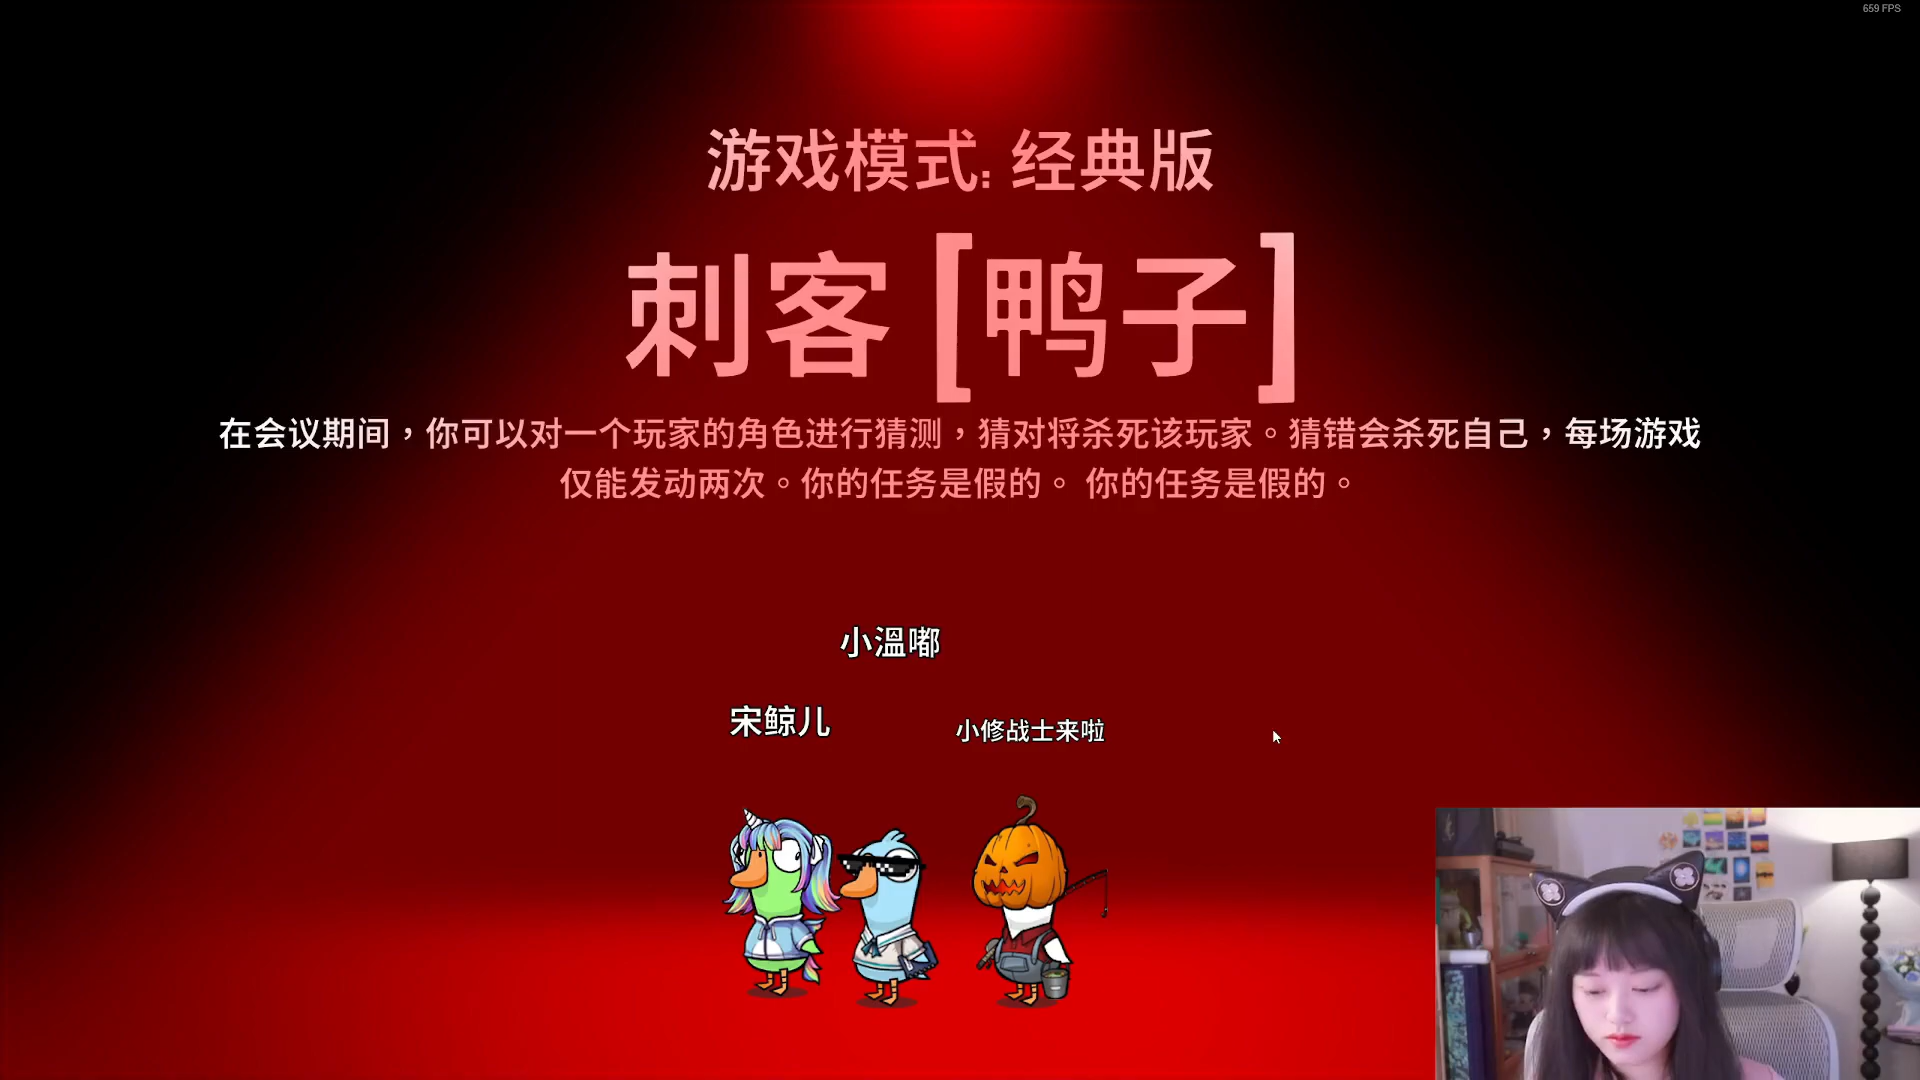 659 FPS
游戏模式: 经典版
刺客 [鸭子]
在会议期间，你可以对一个玩家的角色进行猜测，猜对将杀死该玩家。猜错会杀死自己，每场游戏
仅能发动两次。你的任务是假的。 你的任务是假的。
小溫嘟
宋鲸儿
小修战士来啦